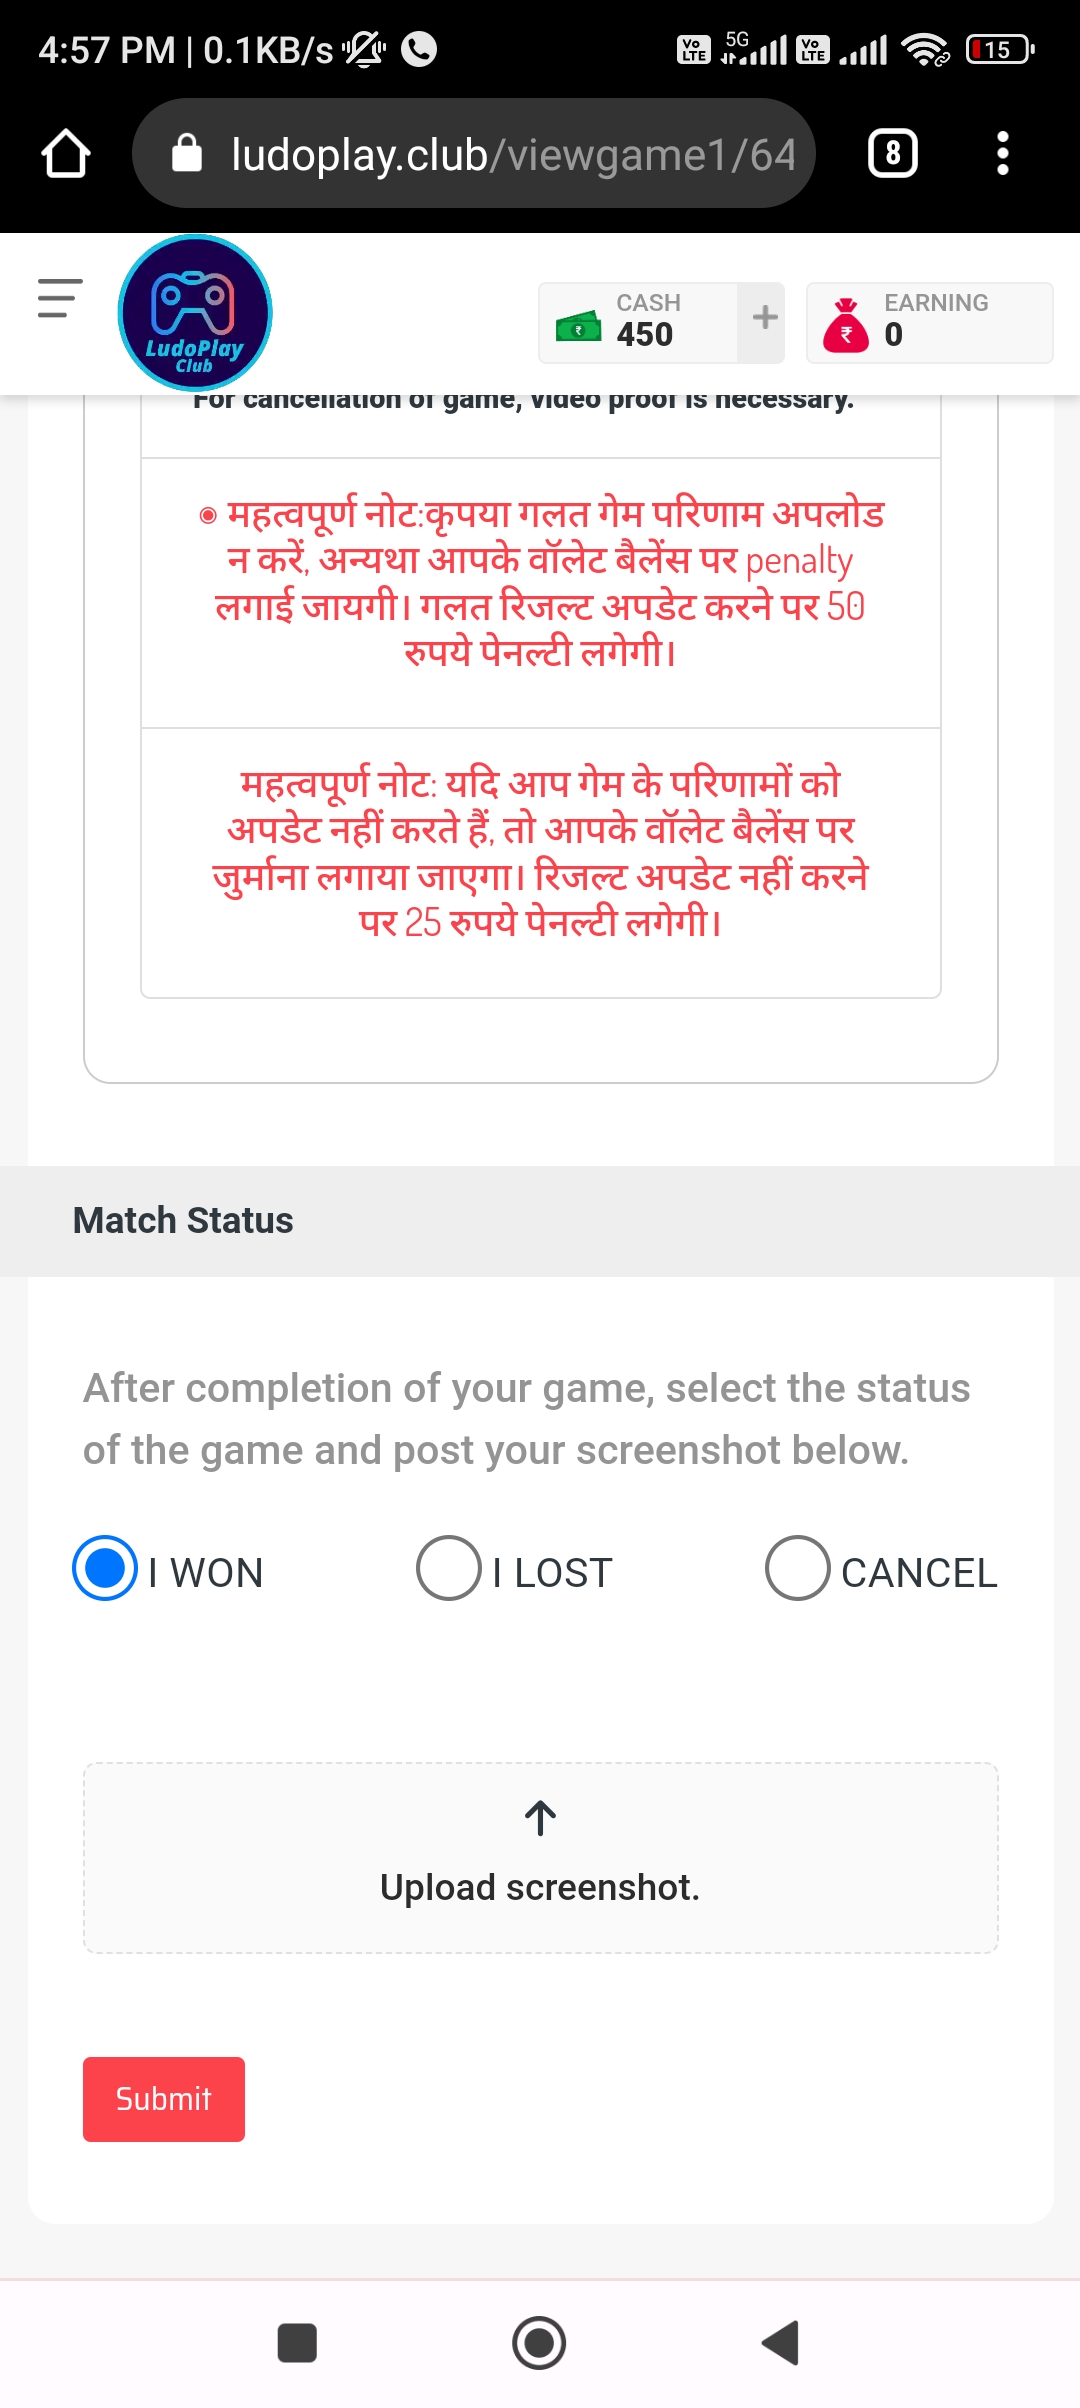 4:57 PM | 0.1KB/s
Vo LTE 5G Vo LTE 15
ludoplay.club/viewgame1/64
8
LudoPlay
Club
CASH
450
+
EARNING
0
For cancellation of game, video proof is necessary.
महत्वपूर्ण नोट:कृपया गलत गेम परिणाम अपलोड
न करें, अन्यथा आपके वॉलेट बैलेंस पर penalty
लगाई जायगी। गलत रिजल्ट अपडेट करने पर 50
रुपये पेनल्टी लगेगी।
महत्वपूर्ण नोट: यदि आप गेम के परिणामों को
अपडेट नहीं करते हैं, तो आपके वॉलेट बैलेंस पर
जुर्माना लगाया जाएगा। रिजल्ट अपडेट नहीं करने
पर 25 रुपये पेनल्टी लगेगी।
Match Status
After completion of your game, select the status
of the game and post your screenshot below.
I WON I LOST CANCEL
Upload screenshot.
Submit